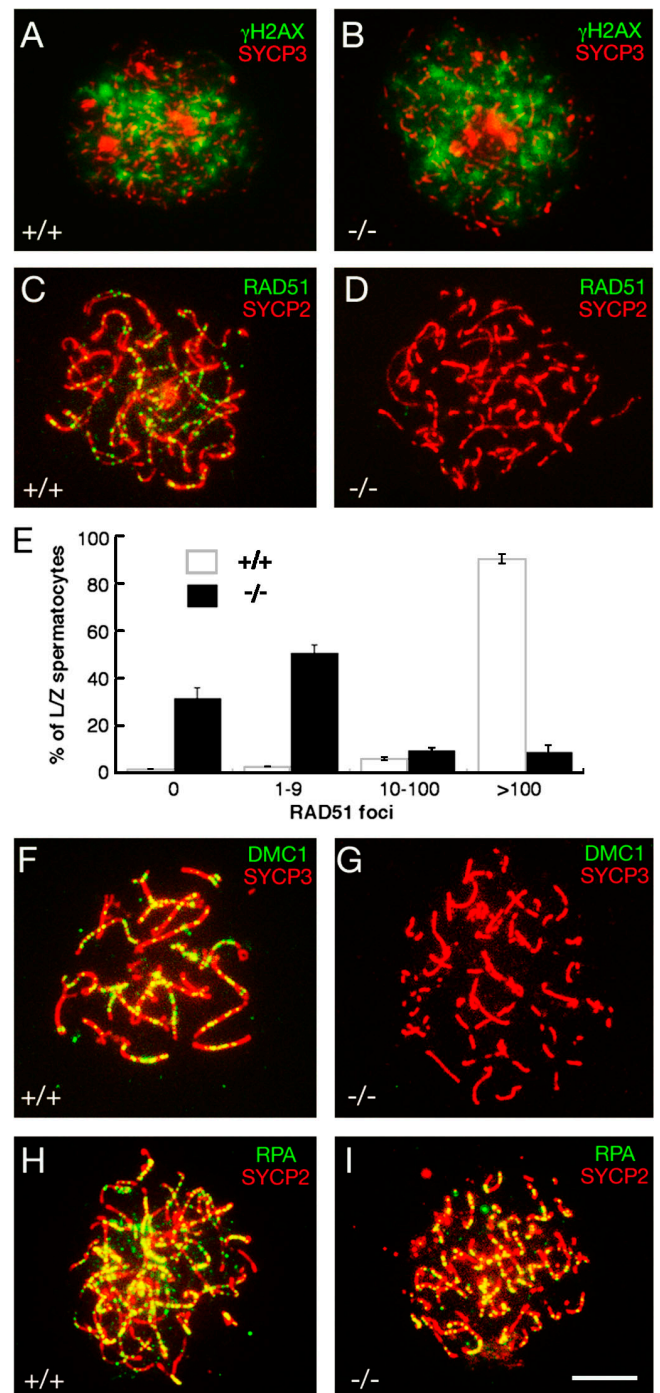 A γH2AX
SYCP3
+/+
B γH2AX
SYCP3
-/-
C RAD51
SYCP2
+/+
D RAD51
SYCP2
-/-
E
% of L/Z spermatocytes
100
80
60
40
20
0
+/+
-/-
0 1-9 10-100 >100
RAD51 foci
F DMC1
SYCP3
+/+
G DMC1
SYCP3
-/-
H RPA
SYCP2
+/+
I RPA
SYCP2
-/-